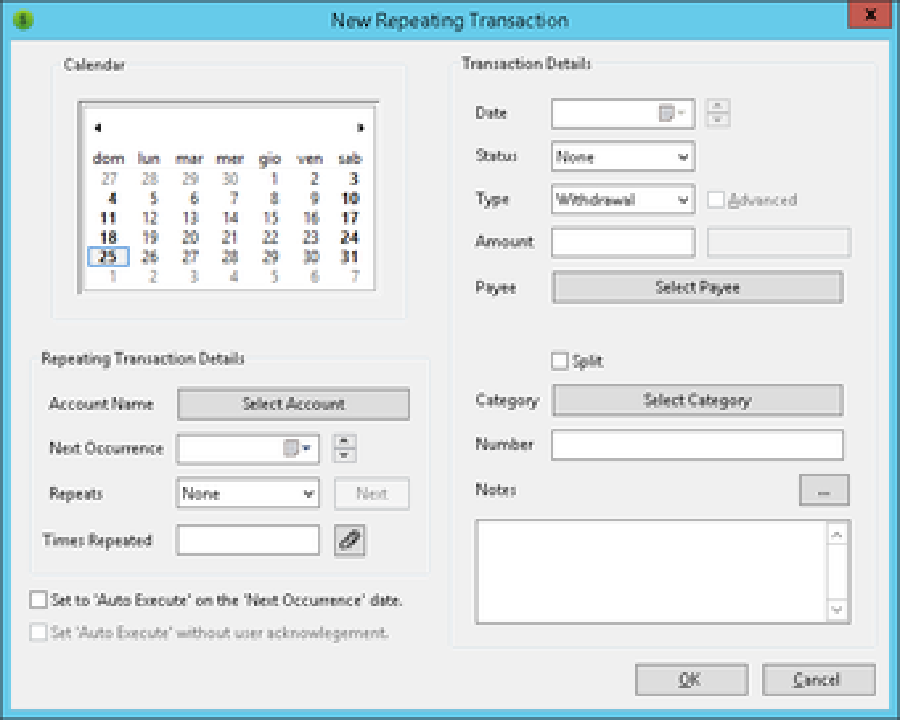 New Repeating Transaction
Calendar
dom lun mar mer gio ven sab
27 28 29 30 1 2 3
4 5 6 7 8 9 10
11 12 13 14 15 16 17
18 19 20 21 22 23 24
25 26 27 28 29 30 31
1 2 3 4 5 6 7
Repeating Transaction Details
Account Name Select Account
Next Occurrence
Repeats None Next
Times Repeated
Set to 'Auto Execute' on the 'Next Occurrence' date.
Set 'Auto Execute' without user acknowlegement.
Transaction Details
Date
Status None
Type Withdrawal Advanced
Amount
Payee Select Payee
Split
Category Select Category
Number
Notes ...
OK Cancel